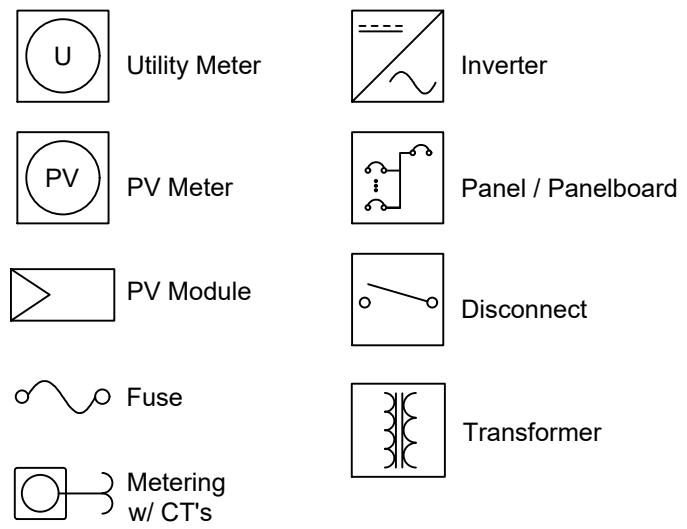 U
Utility Meter
PV
PV Meter
PV Module
Fuse
Metering
w/ CT's
Inverter
Panel / Panelboard
Disconnect
Transformer